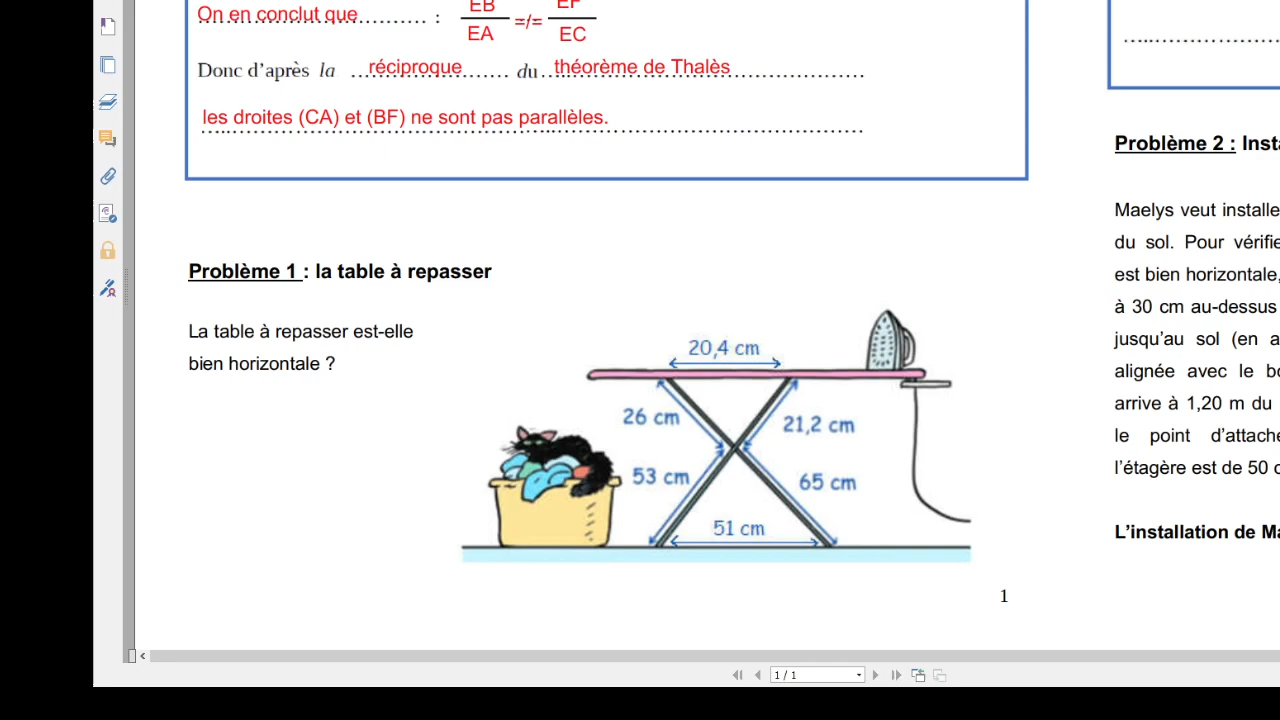 On en conclut que .......... : EB/EA =/= EF/EC
Donc d'après la ...réciproque....... du..théorème de Thalès......................
les droites (CA) et (BF) ne sont pas parallèles.
Problème 1 : la table à repasser
La table à repasser est-elle
bien horizontale ?
20,4 cm
26 cm
21,2 cm
53 cm
65 cm
51 cm
1
Problème 2 : Insta
Maelys veut installe
du sol. Pour vérifie
est bien horizontale,
à 30 cm au-dessus
jusqu'au sol (en a
alignée avec le bo
arrive à 1,20 m du
le point d'attache
l'étagère est de 50 c
L'installation de Ma
1 / 1